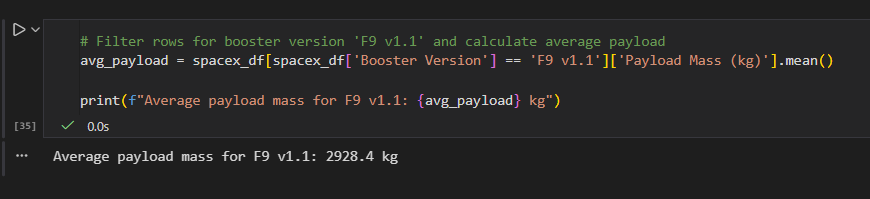 # Filter rows for booster version 'F9 v1.1' and calculate average payload
avg_payload = spacex_df[spacex_df['Booster Version'] == 'F9 v1.1']['Payload Mass (kg)'].mean()
print(f"Average payload mass for F9 v1.1: {avg_payload} kg")
[35]
0.0s
... Average payload mass for F9 v1.1: 2928.4 kg